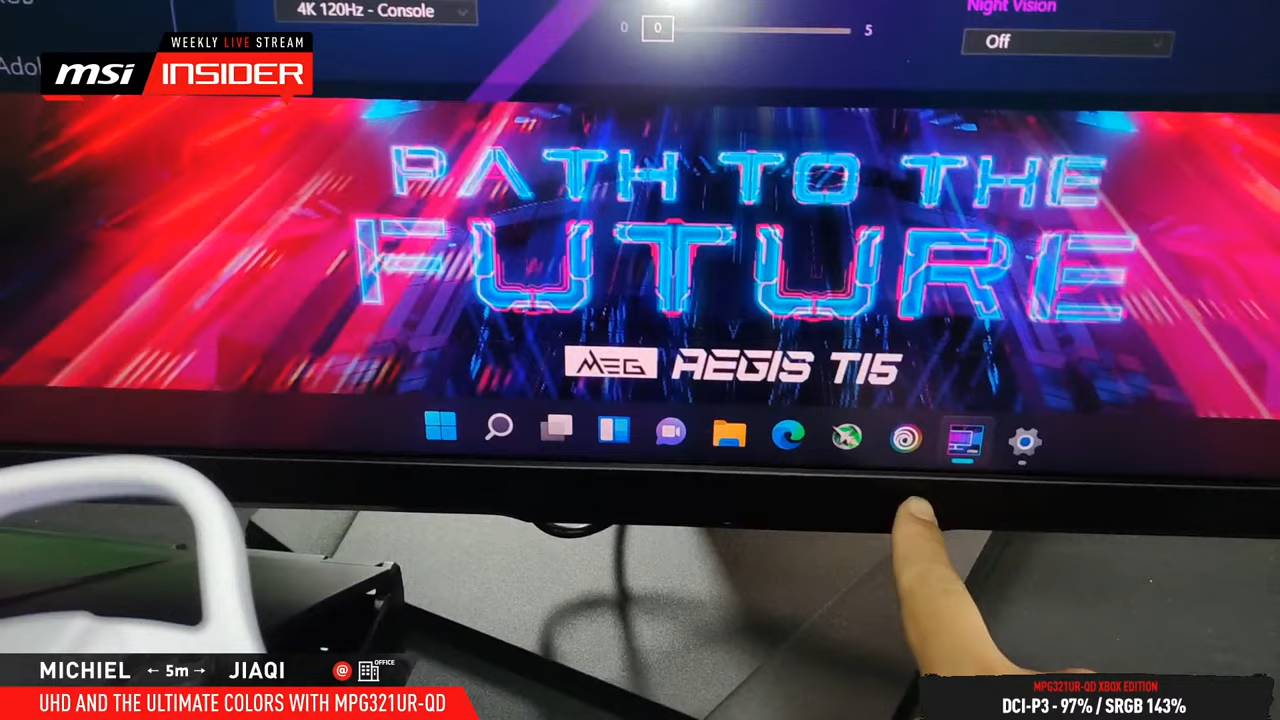 4K 120Hz - Console
0
0
5
Night Vision
Off
WEEKLY LIVE STREAM
msi INSIDER
PATH TO THE
FUTURE
MEG AEGIS Ti5
MICHIEL ← 5m → JIAQI @ OFFICE
UHD AND THE ULTIMATE COLORS WITH MPG321UR-QD
MPG321UR-QD XBOX EDITION
DCI-P3 - 97% / SRGB 143%